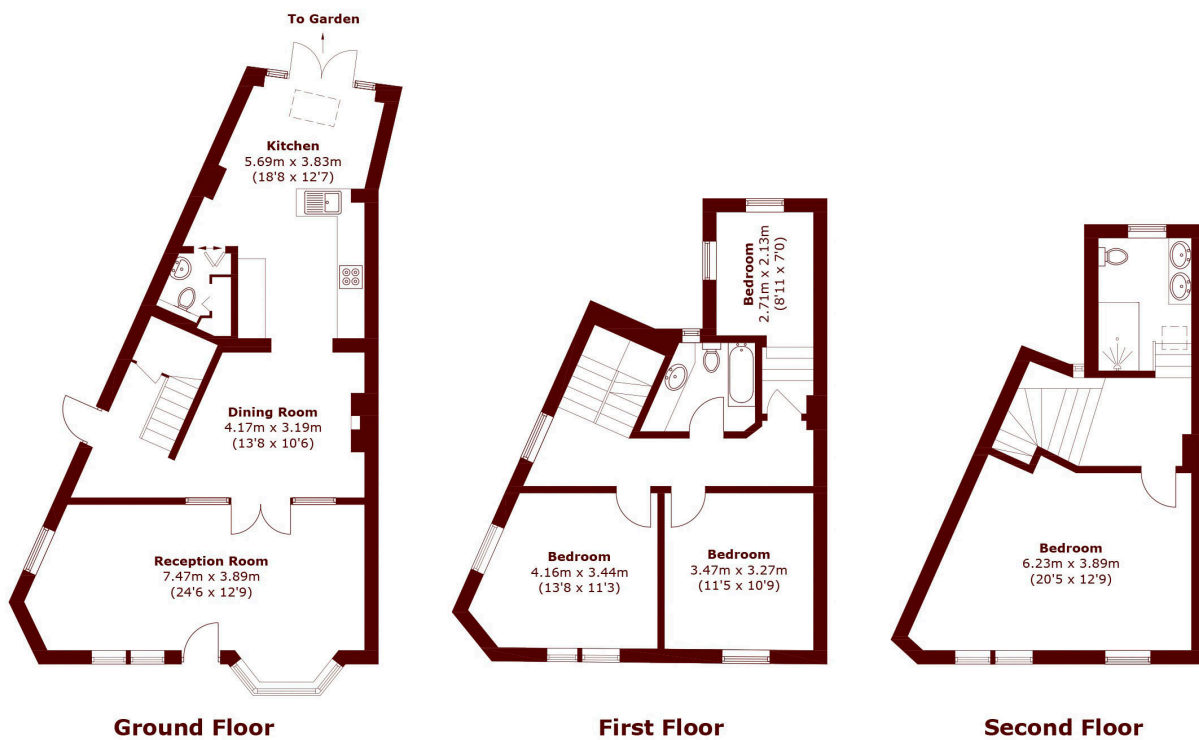 To Garden
Kitchen
5.69m x 3.83m
(18'8 x 12'7)
Dining Room
4.17m x 3.19m
(13'8 x 10'6)
Reception Room
7.47m x 3.89m
(24'6 x 12'9)
Ground Floor
Bedroom
2.71m x 2.13m
(8'11 x 7'0)
Bedroom
4.16m x 3.44m
(13'8 x 11'3)
Bedroom
3.47m x 3.27m
(11'5 x 10'9)
First Floor
Bedroom
6.23m x 3.89m
(20'5 x 12'9)
Second Floor